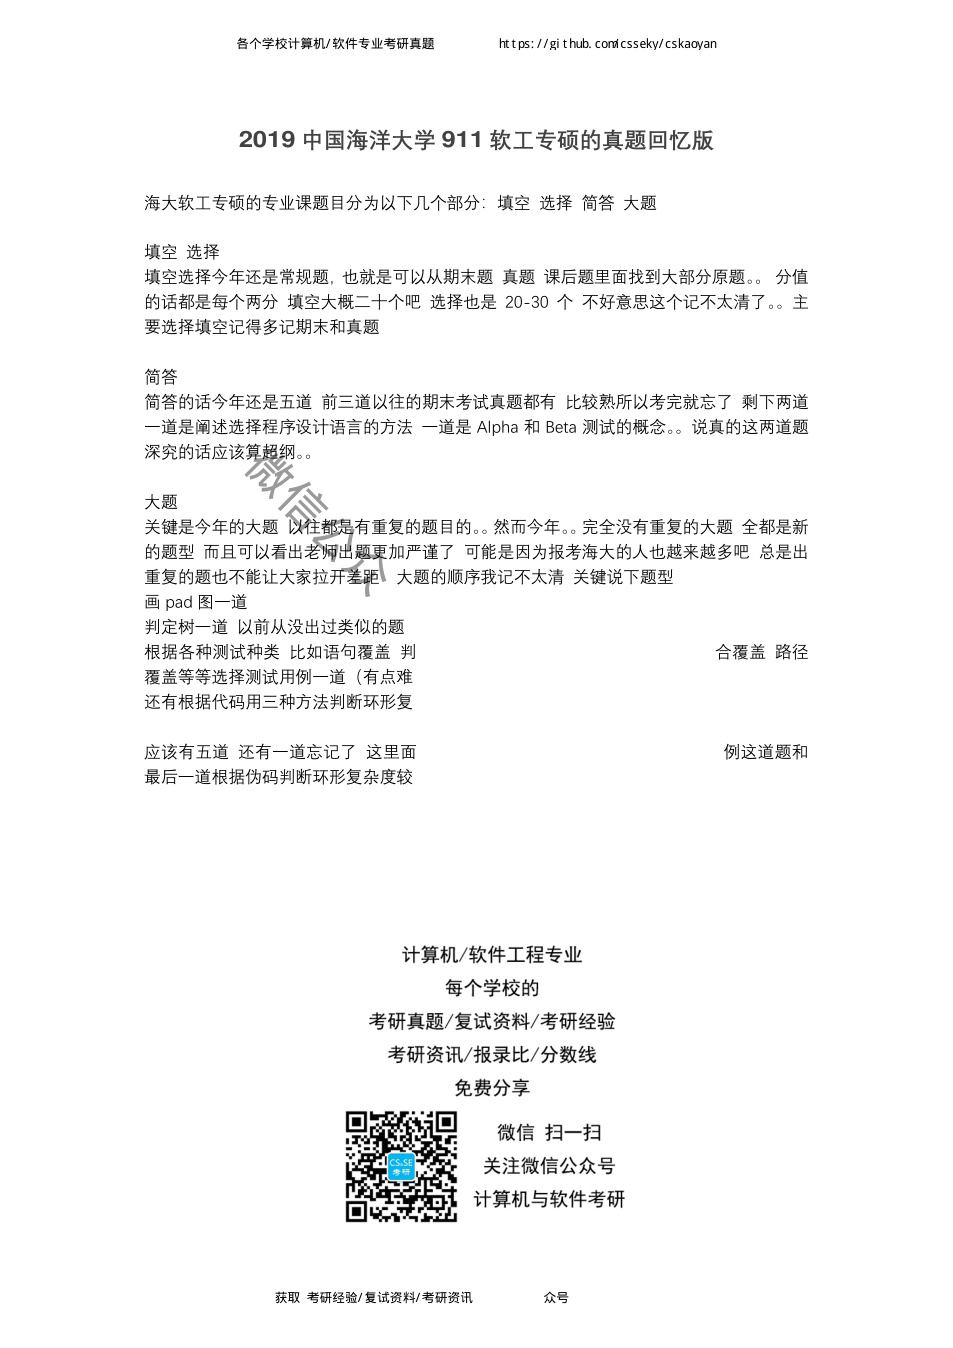 各个学校计算机/软件专业考研真题 https://github.com/csseky/cskaoyan
2019 中国海洋大学 911 软工专硕的真题回忆版
海大软工专硕的专业课题目分为以下几个部分：填空 选择 简答 大题
填空 选择
填空选择今年还是常规题，也就是可以从期末题 真题 课后题里面找到大部分原题。。 分值
的话都是每个两分 填空大概二十个吧 选择也是 20-30 个 不好意思这个记不太清了。。主
要选择填空记得多记期末和真题
简答
简答的话今年还是五道 前三道以往的期末考试真题都有 比较熟所以考完就忘了 剩下两道
一道是阐述选择程序设计语言的方法 一道是 Alpha 和 Beta 测试的概念。。说真的这两道题
深究的话应该算超纲。。
大题
关键是今年的大题 以往都是有重复的题目的。。然而今年。。完全没有重复的大题 全都是新
的题型 而且可以看出老师出题更加严谨了 可能是因为报考海大的人也越来越多吧 总是出
重复的题也不能让大家拉开差距 大题的顺序我记不太清 关键说下题型
画 pad 图一道
判定树一道 以前从没出过类似的题
根据各种测试种类 比如语句覆盖 判 合覆盖 路径
覆盖等等选择测试用例一道（有点难
还有根据代码用三种方法判断环形复
应该有五道 还有一道忘记了 这里面 例这道题和
最后一道根据伪码判断环形复杂度较
微信公众
计算机/软件工程专业
每个学校的
考研真题/复试资料/考研经验
考研资讯/报录比/分数线
免费分享
微信 扫一扫
关注微信公众号
计算机与软件考研
CS&SE
考研
获取 考研经验/复试资料/考研资讯 众号